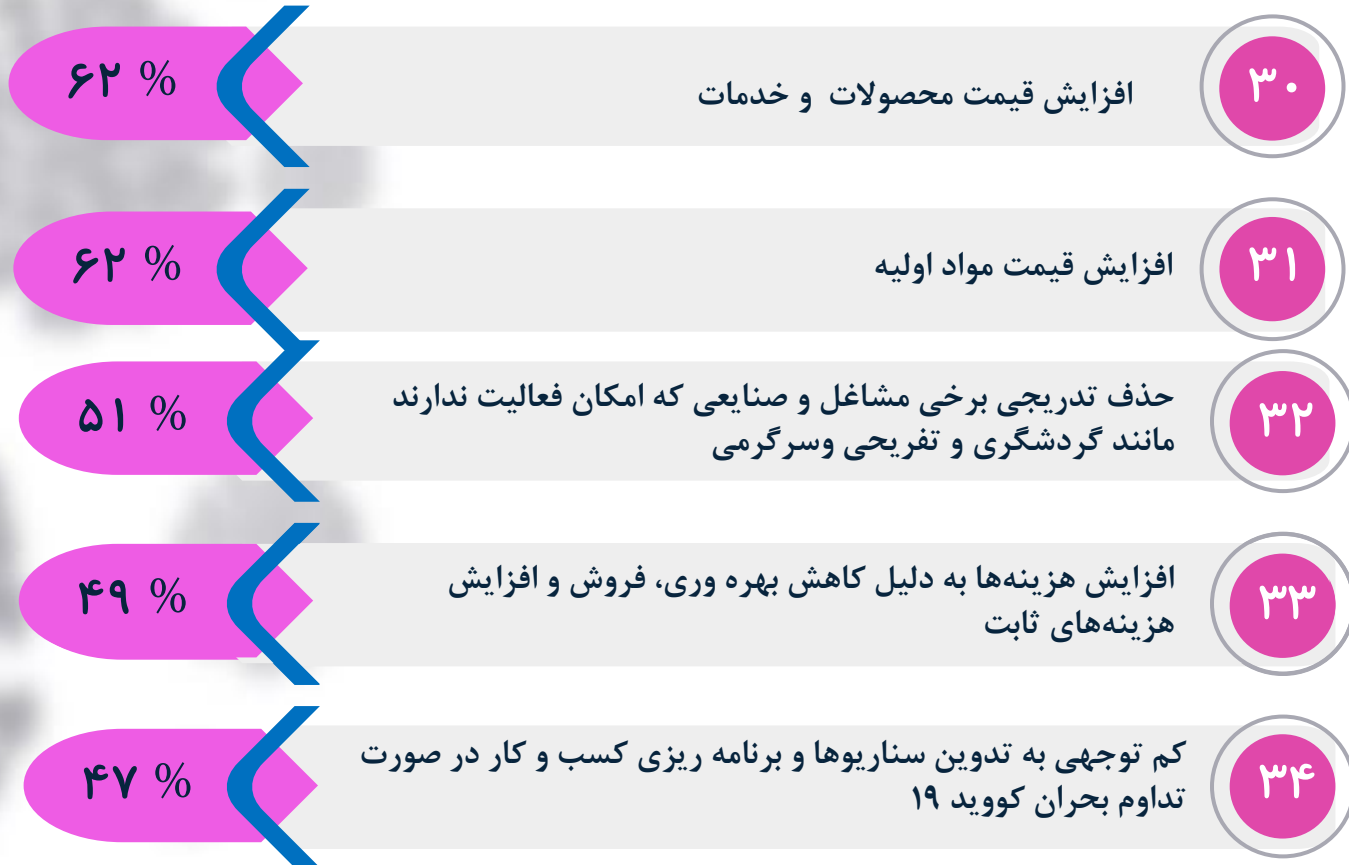 ۳۰
افزایش قیمت محصولات و خدمات
۶۲ %
۳۱
افزایش قیمت مواد اولیه
۶۲ %
۳۲
حذف تدریجی برخی مشاغل و صنایعی که امکان فعالیت ندارند
مانند گردشگری و تفریحی وسرگرمی
۵۱ %
۳۳
افزایش هزینه‌ها به دلیل کاهش بهره وری، فروش و افزایش
هزینه‌های ثابت
۴۹ %
۳۴
کم توجهی به تدوین سناریوها و برنامه ریزی کسب و کار در صورت
تداوم بحران کووید ۱۹
۴۷ %